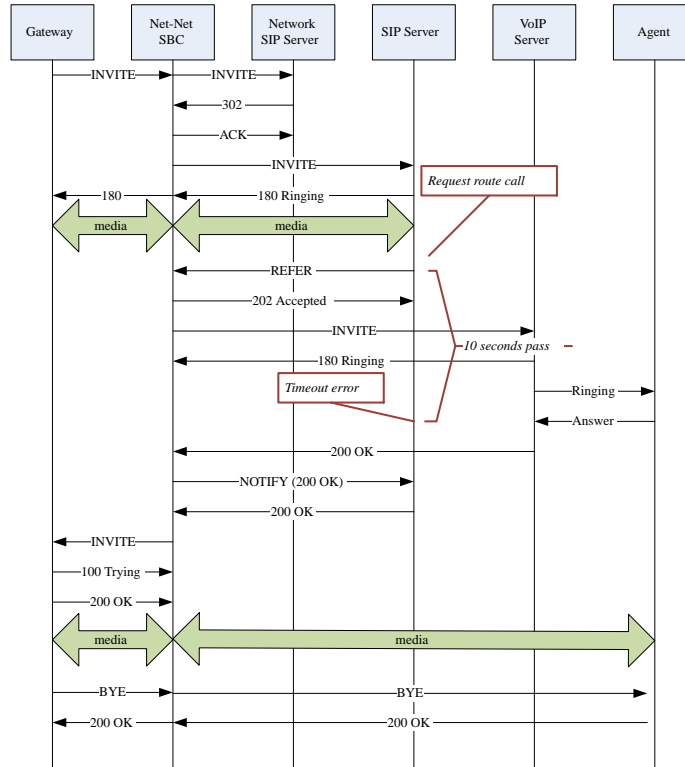 Gateway
Net-Net
SBC
Network
SIP Server
SIP Server
VoIP
Server
Agent
INVITE
INVITE
302
ACK
INVITE
180
180 Ringing
Request route call
media
media
REFER
202 Accepted
INVITE
10 seconds pass
180 Ringing
Timeout error
Ringing
Answer
200 OK
NOTIFY (200 OK)
200 OK
INVITE
100 Trying
200 OK
media
media
BYE
BYE
200 OK
200 OK